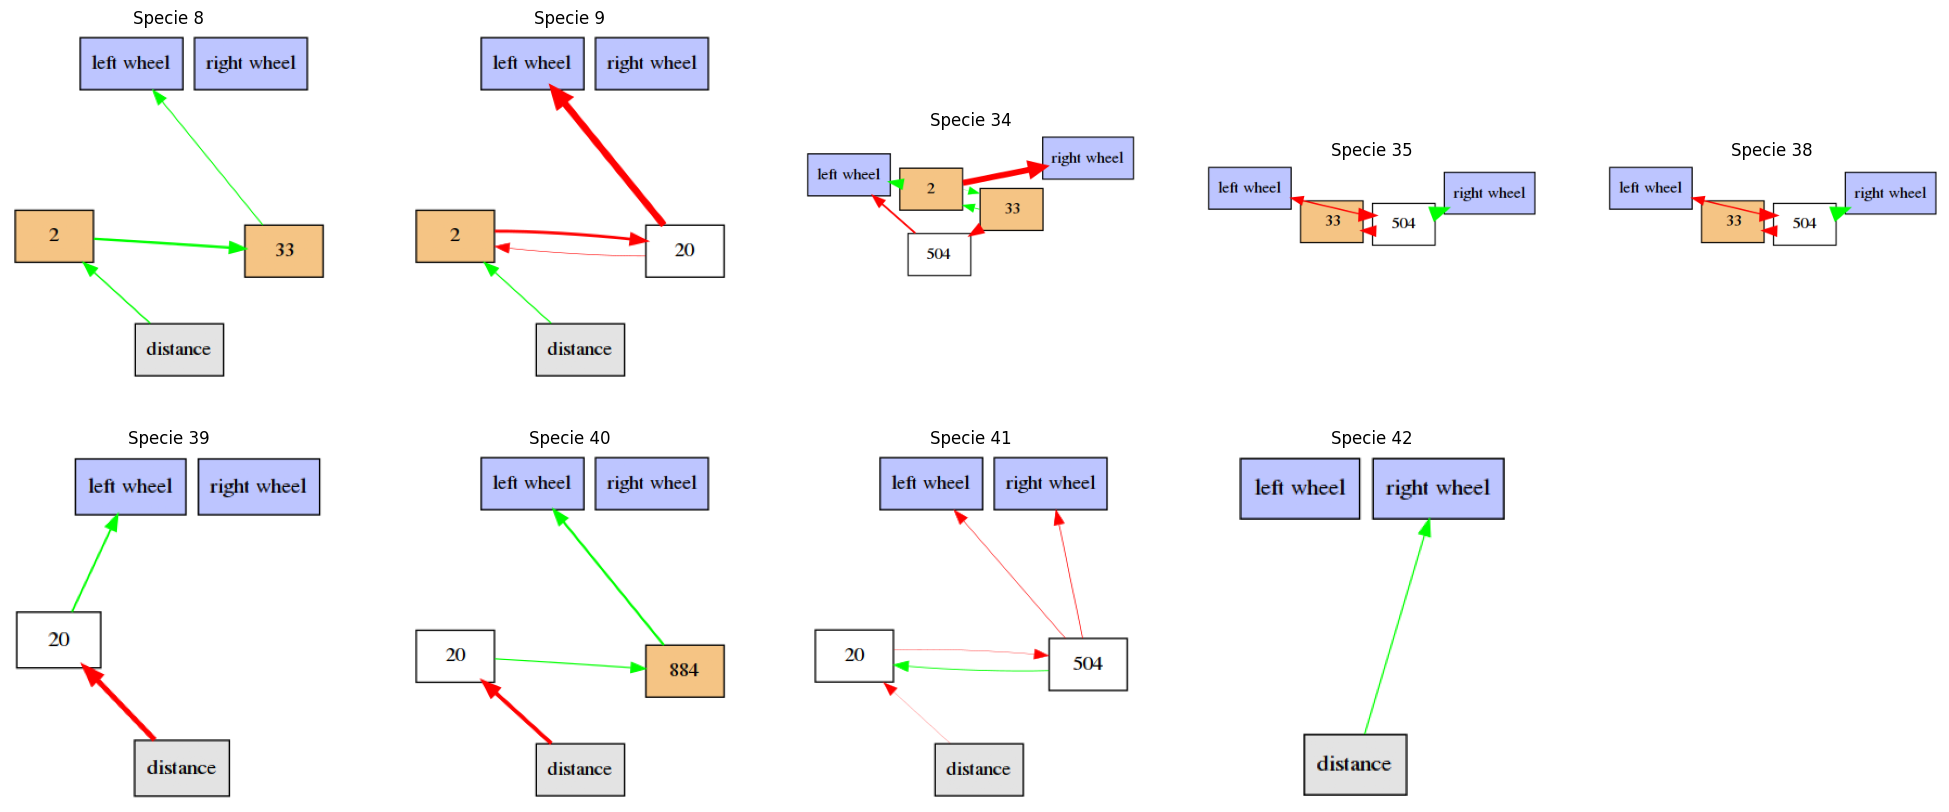 Specie 8
left wheel
right wheel
2
33
distance
Specie 9
left wheel
right wheel
2
20
distance
Specie 34
left wheel
right wheel
2
33
504
Specie 35
left wheel
right wheel
33
504
Specie 38
left wheel
right wheel
33
504
Specie 39
left wheel
right wheel
20
distance
Specie 40
left wheel
right wheel
20
884
distance
Specie 41
left wheel
right wheel
20
504
distance
Specie 42
left wheel
right wheel
distance